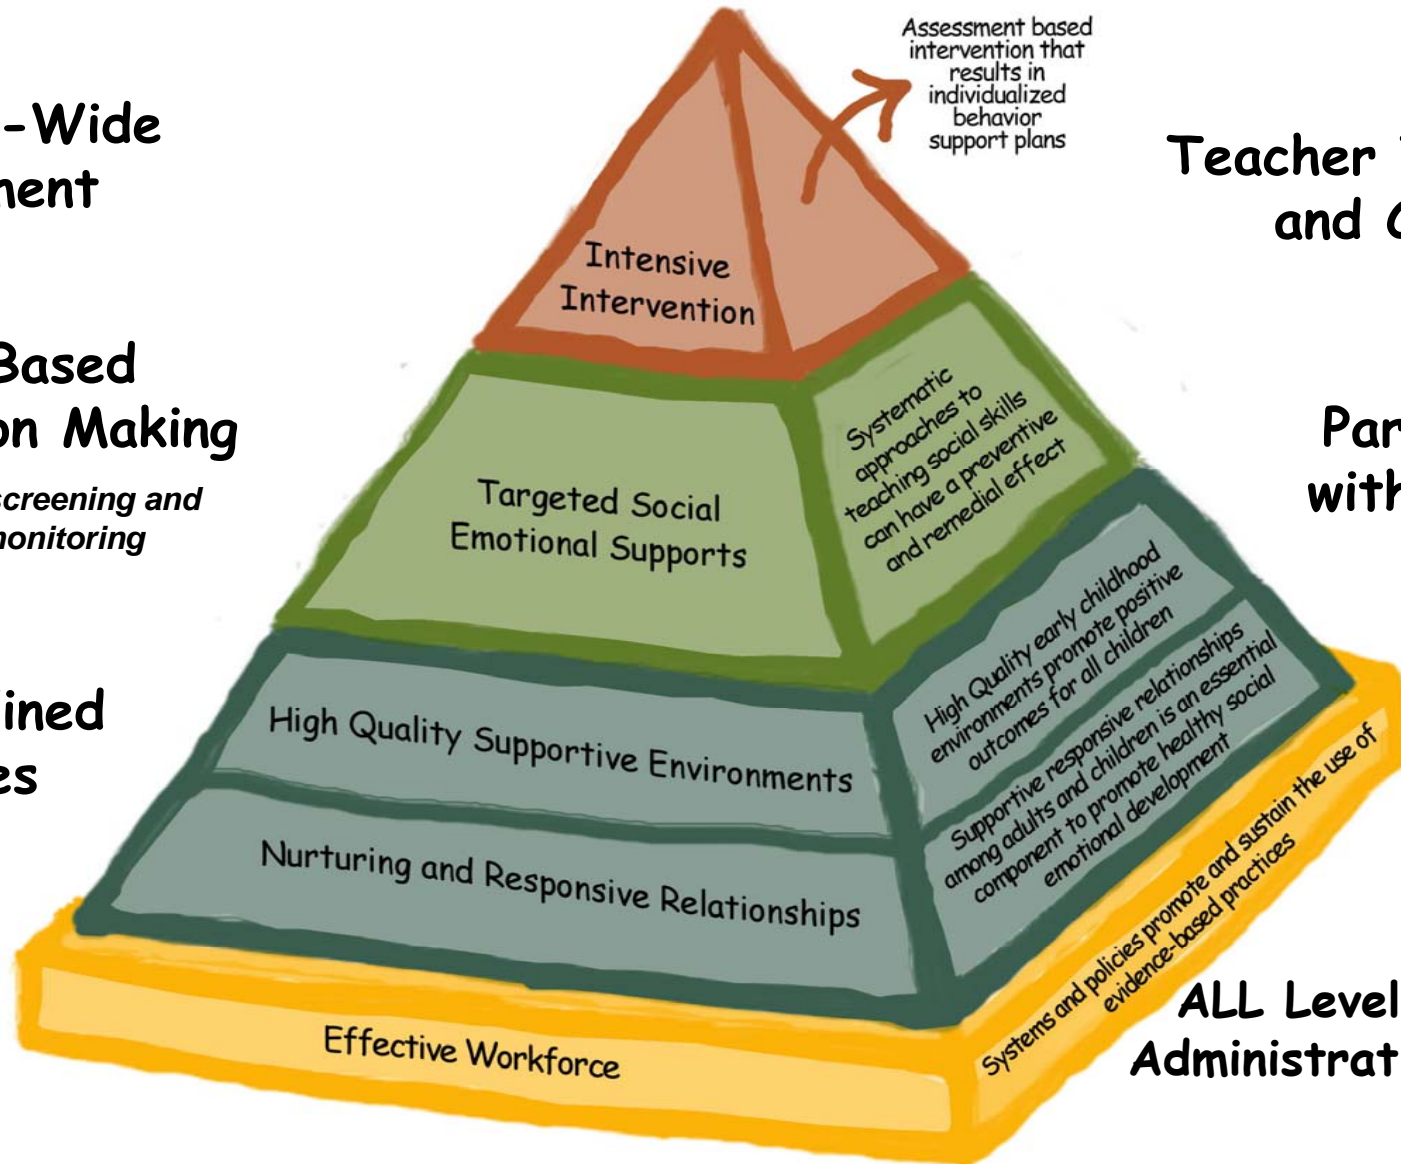 -Wide
ment
Based
on Making
screening and
monitoring
ined
es
Assessment based
intervention that
results in
individualized
behavior
support plans
Intensive
Intervention
Targeted Social
Emotional Supports
Systematic
approaches to
teaching social skills
can have a preventive
and remedial effect
High Quality Supportive Environments
High Quality early childhood
environments promote positive
outcomes for all children
Nurturing and Responsive Relationships
Supportive responsive relationships
among adults and children is an essential
component to promote healthy social
emotional development
Effective Workforce
Systems and policies promote and sustain the use of
evidence-based practices
Teacher
and
Par
with
ALL Level
Administrat